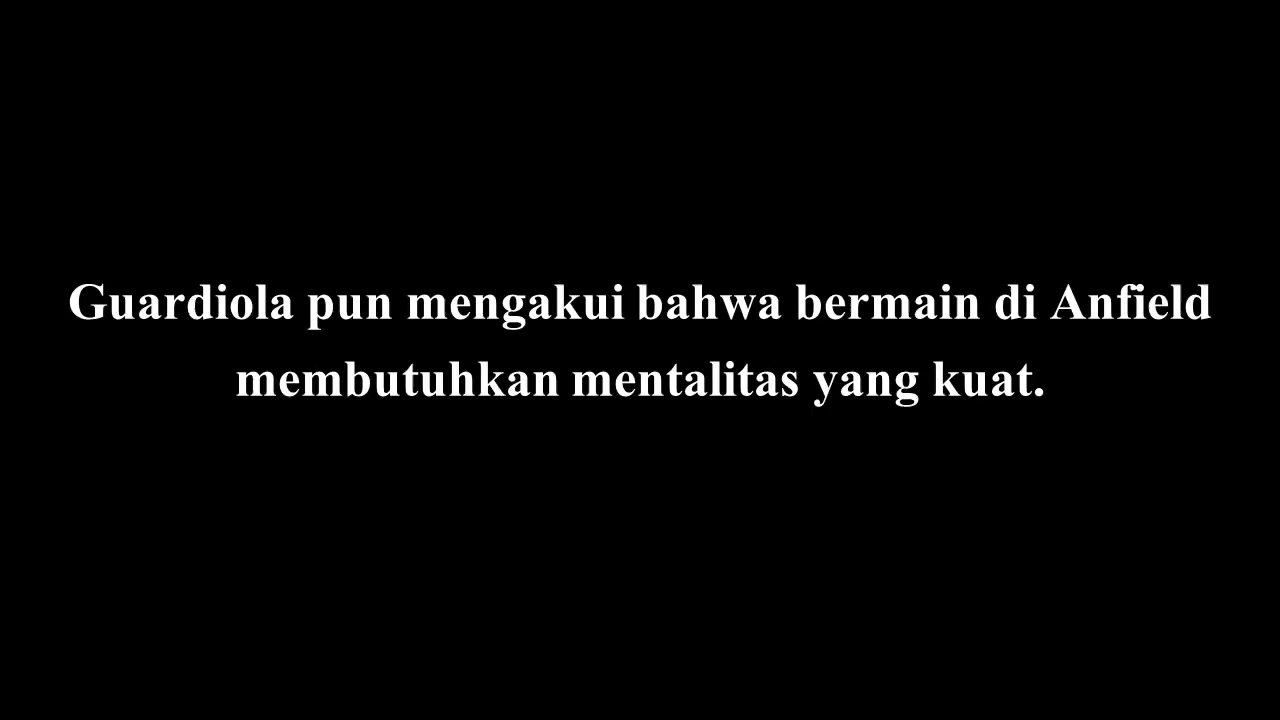 Guardiola pun mengakui bahwa bermain di Anfield
membutuhkan mentalitas yang kuat.